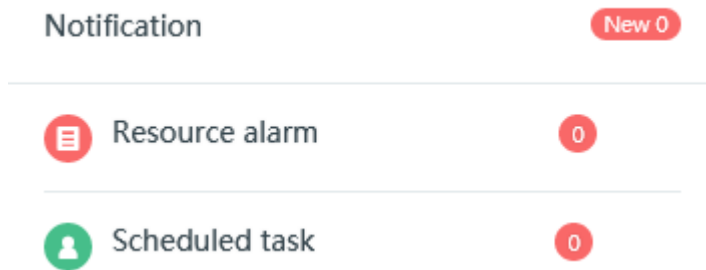 Notification New 0
Resource alarm 0
Scheduled task 0